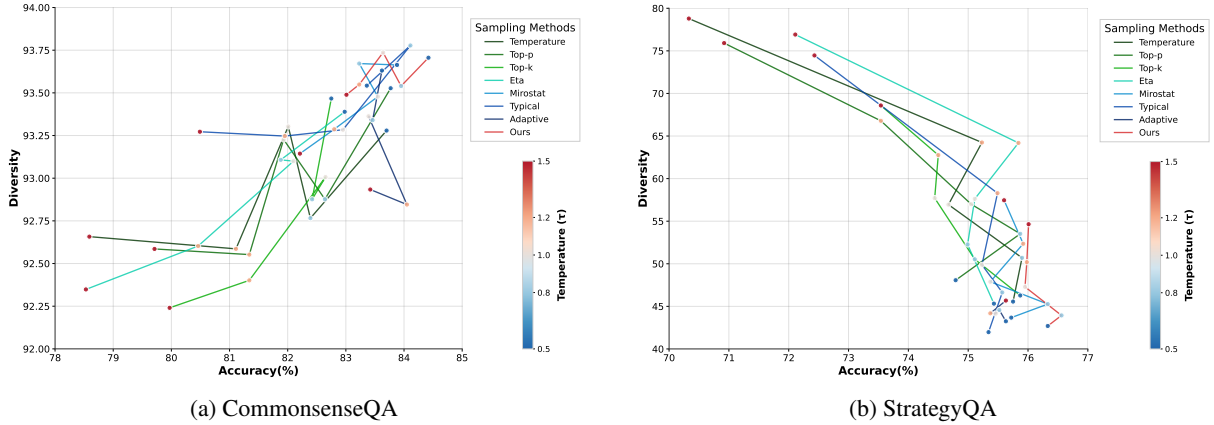 94.00
93.75
93.50
93.25
93.00
92.75
92.50
92.25
92.00
Diversity
78
79
80
81
82
83
84
85
Accuracy(%)
Sampling Methods
Temperature
Top-p
Top-k
Eta
Mirostat
Typical
Adaptive
Ours
1.5
1.2
1.0
0.8
0.5
Temperature (τ)
(a) CommonsenseQA
80
75
70
65
60
55
50
45
40
Diversity
70
71
72
73
74
75
76
77
Accuracy(%)
Sampling Methods
Temperature
Top-p
Top-k
Eta
Mirostat
Typical
Adaptive
Ours
1.5
1.2
1.0
0.8
0.5
Temperature (τ)
(b) StrategyQA